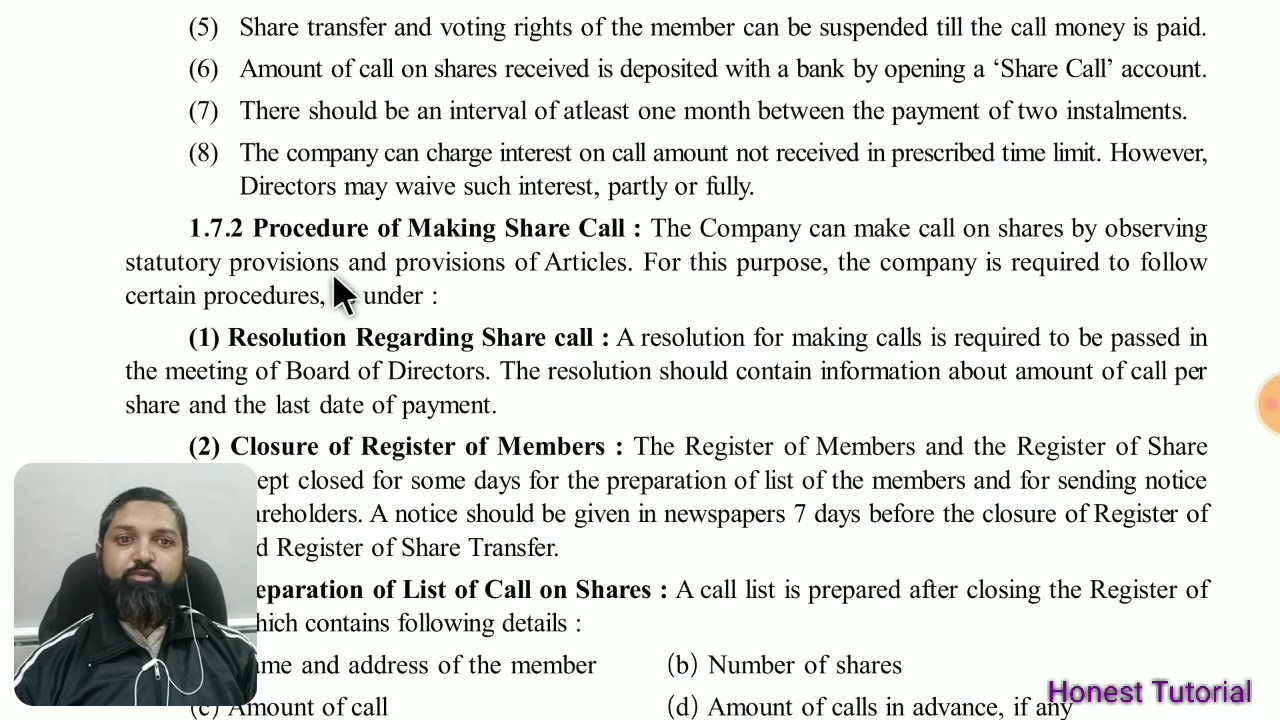 (5) Share transfer and voting rights of the member can be suspended till the call money is paid.
(6) Amount of call on shares received is deposited with a bank by opening a ‘Share Call’ account.
(7) There should be an interval of atleast one month between the payment of two instalments.
(8) The company can charge interest on call amount not received in prescribed time limit. However,
Directors may waive such interest, partly or fully.
1.7.2 Procedure of Making Share Call : The Company can make call on shares by observing
statutory provisions and provisions of Articles. For this purpose, the company is required to follow
certain procedures, under :
(1) Resolution Regarding Share call : A resolution for making calls is required to be passed in
the meeting of Board of Directors. The resolution should contain information about amount of call per
share and the last date of payment.
(2) Closure of Register of Members : The Register of Members and the Register of Share
closed for some days for the preparation of list of the members and for sending notice
A notice should be given in newspapers 7 days before the closure of Register of
Register of Share Transfer.
of List of Call on Shares : A call list is prepared after closing the Register of
contains following details :
and address of the member
(b) Number of shares
(c) Amount of call
(d) Amount of calls in advance, if any
Honest Tutorial